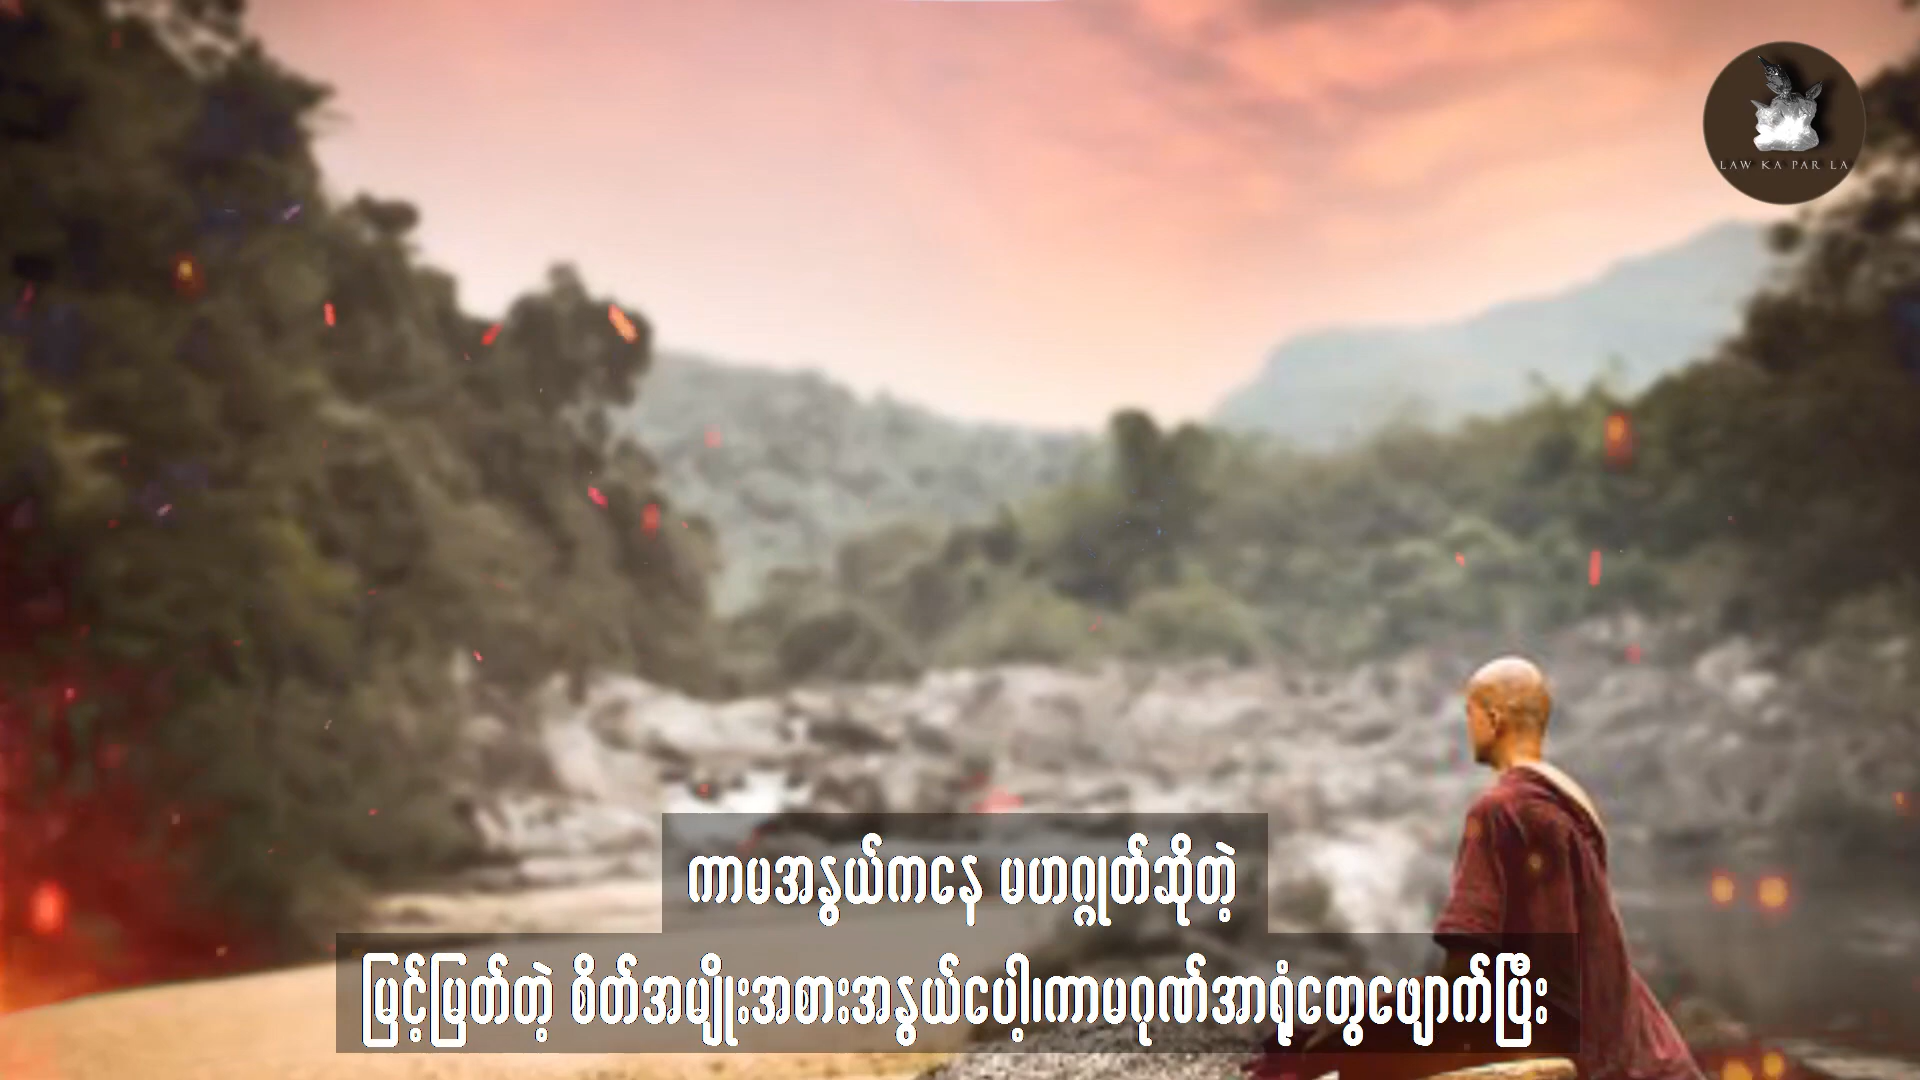 LAW KA PAR LA
ကာမအနွယ်ကနေ မဟဂ္ဂုတ်ဆိုတဲ့
မြင့်မြတ်တဲ့ စိတ်အမျိုးအစားအနွယ်ပေါ့၊ကာမဂုဏ်အာရုံတွေဖျောက်ပြီး